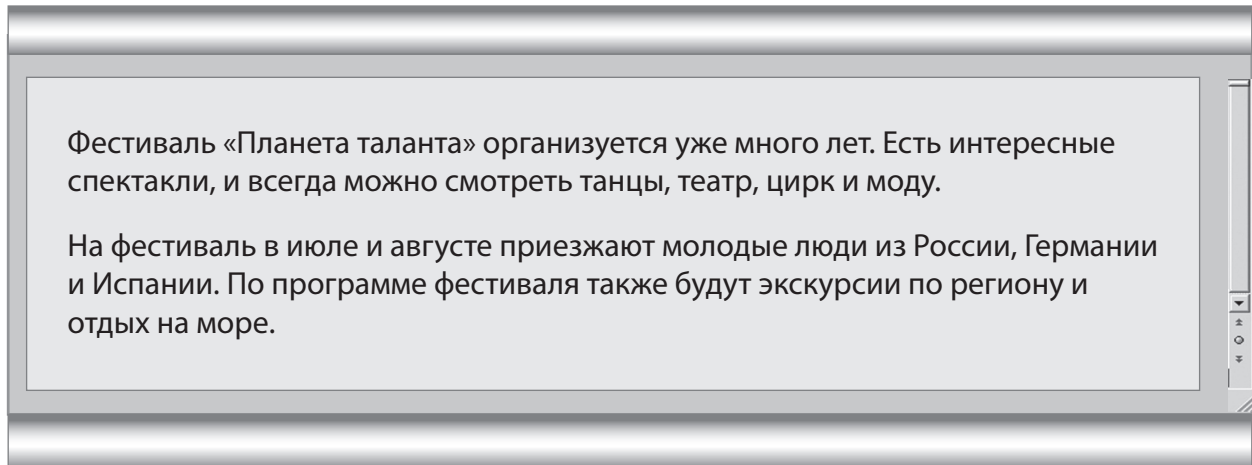 Фестиваль «Планета таланта» организуется уже много лет. Есть интересные
спектакли, и всегда можно смотреть танцы, театр, цирк и моду.
На фестиваль в июле и августе приезжают молодые люди из России, Германии
и Испании. По программе фестиваля также будут экскурсии по региону и
отдых на море.